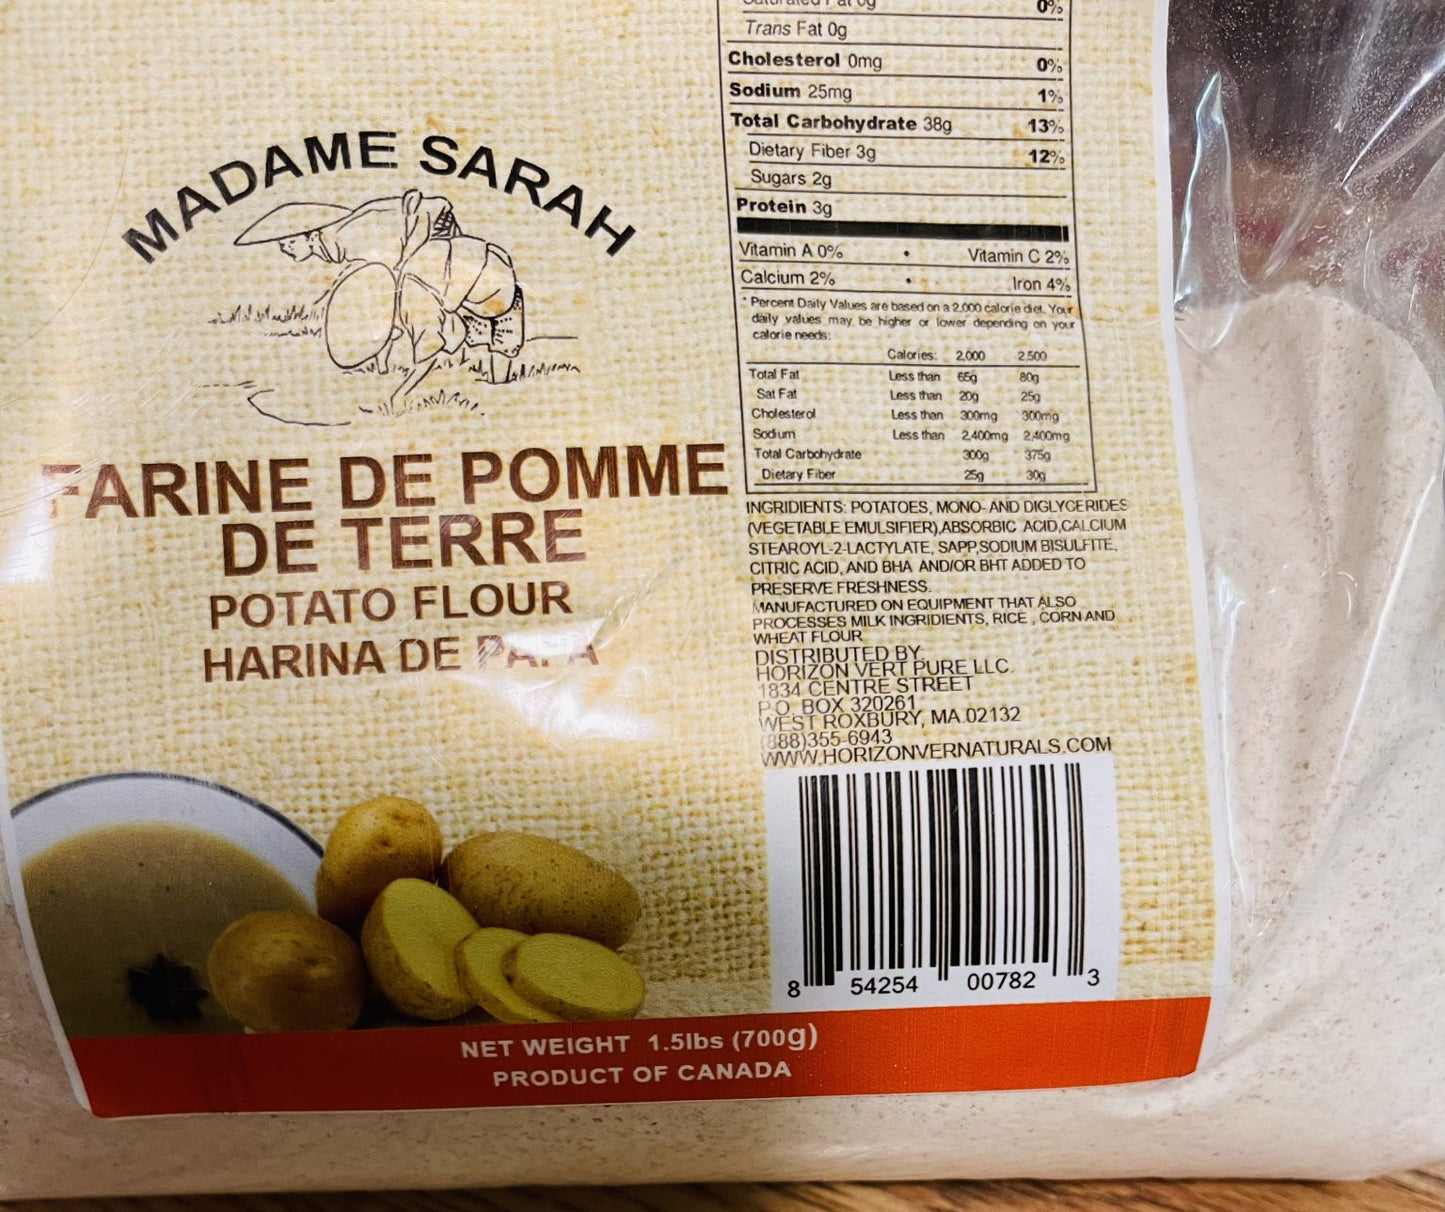 MADAME SARAH
FARINE DE POMME
DE TERRE
POTATO FLOUR
HARINA DE PAPA
Saturated Fat 0g 0%
Trans Fat 0g
Cholesterol 0mg 0%
Sodium 25mg 1%
Total Carbohydrate 38g 13%
Dietary Fiber 3g 12%
Sugars 2g
Protein 3g
Vitamin A 0% • Vitamin C 2%
Calcium 2% • Iron 4%
*Percent Daily Values are based on a 2,000 calorie diet. Your
daily values may be higher or lower depending on your
calorie needs:
Calories: 2,000 2,500
Total Fat Less than 65g 80g
Sat Fat Less than 20g 25g
Cholesterol Less than 300mg 300mg
Sodium Less than 2,400mg 2,400mg
Total Carbohydrate 300g 375g
Dietary Fiber 25g 30g
INGRIDIENTS: POTATOES, MONO- AND DIGLYCERIDES
(VEGETABLE EMULSIFIER),ABSORBIC ACID,CALCIUM
STEAROYL-2-LACTYLATE, SAPP,SODIUM BISULFITE,
CITRIC ACID, AND BHA AND/OR BHT ADDED TO
PRESERVE FRESHNESS.
MANUFACTURED ON EQUIPMENT THAT ALSO
PROCESSES MILK INGRIDIENTS, RICE , CORN AND
WHEAT FLOUR
DISTRIBUTED BY:
HORIZON VERT PURE LLC.
1834 CENTRE STREET
P.O. BOX 320261
WEST ROXBURY, MA.02132
(888)355-6943
WWW.HORIZONVERNATURALS.COM
8 54254 00782 3
NET WEIGHT 1.5lbs (700g)
PRODUCT OF CANADA